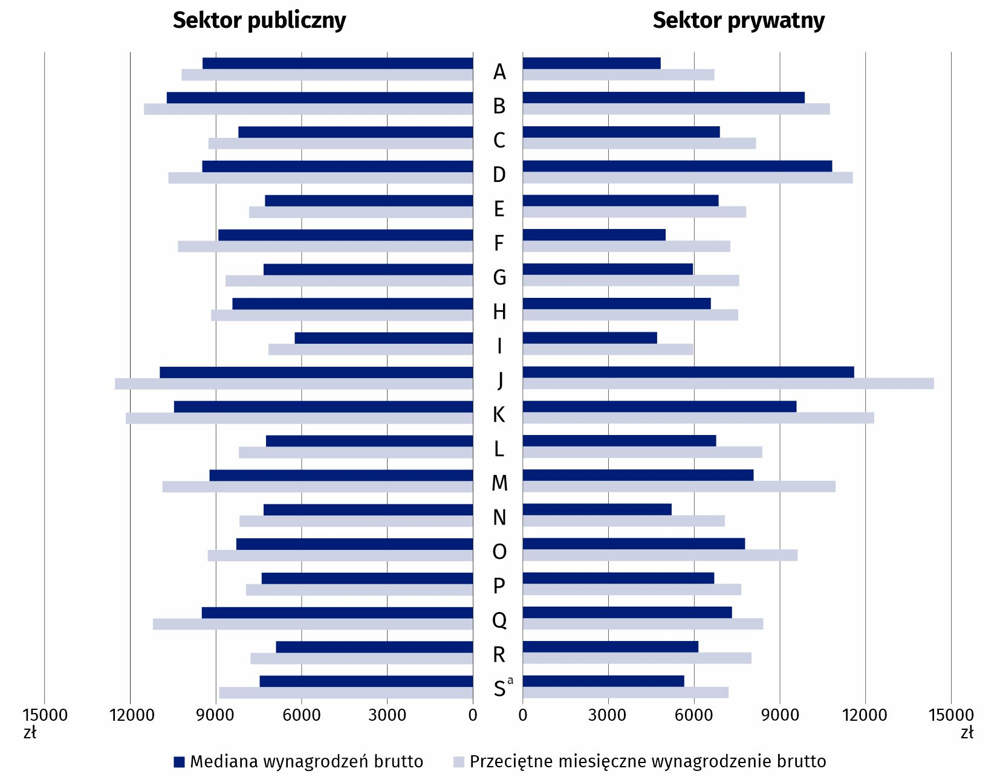 Sektor publiczny
Sektor prywatny
A
B
C
D
E
F
G
H
I
J
K
L
M
N
O
P
Q
R
S a
15000 12000 9000 6000 3000 0 0 3000 6000 9000 12000 15000
zł zł
Mediana wynagrodzeń brutto Przeciętne miesięczne wynagrodzenie brutto